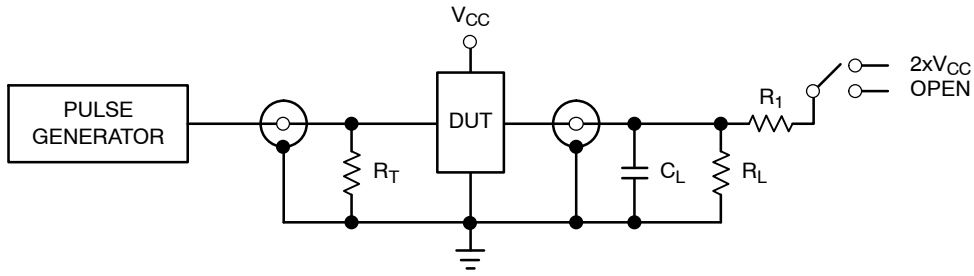 V_CC
2xV_CC
OPEN
PULSE
GENERATOR
DUT
R_1
R_T
C_L
R_L